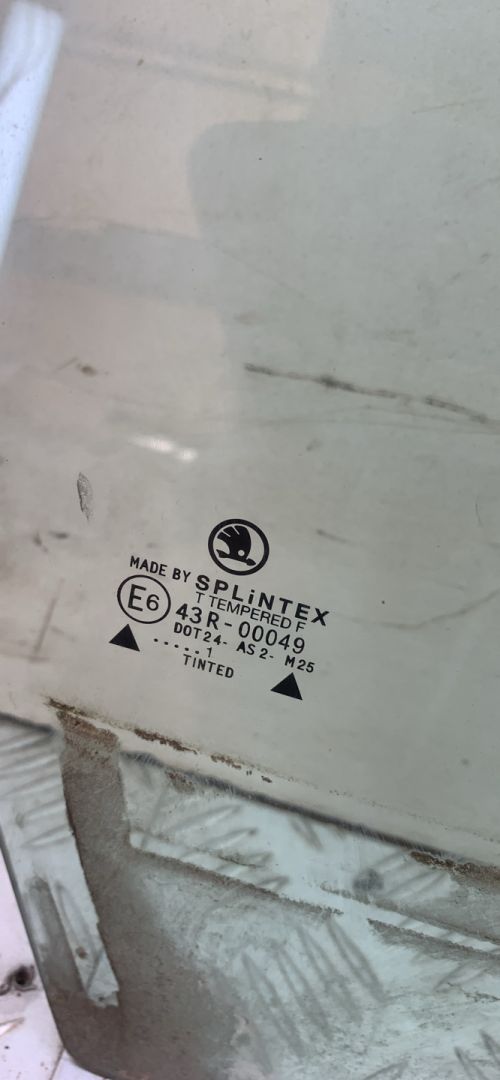 MADE BY SPLiNTEX
T TEMPERED F
E6 43R-00049
DOT24- AS2- M25
.....1
TINTED